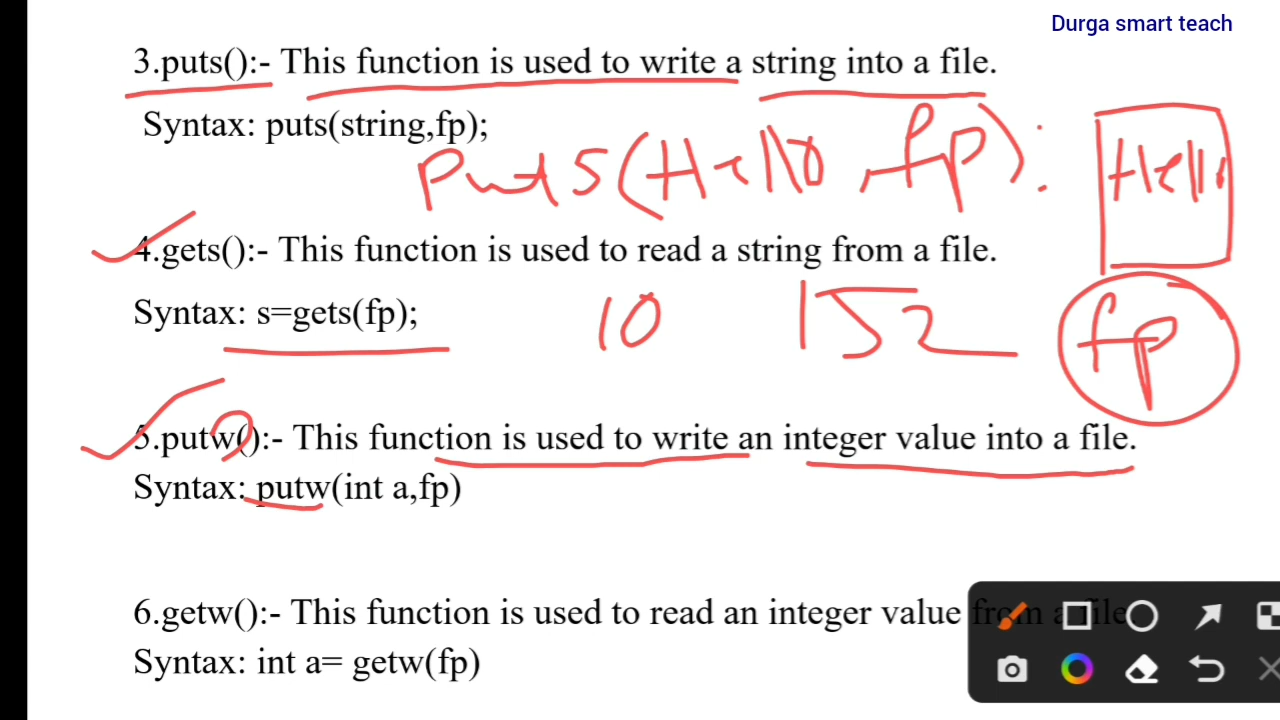 Durga smart teach
3.puts():- This function is used to write a string into a file.
Syntax: puts(string,fp);
puts(Hello,fp); Hello
4.gets():- This function is used to read a string from a file.
Syntax: s=gets(fp);
10 152 fp
5.putw():- This function is used to write an integer value into a file.
Syntax: putw(int a,fp)
6.getw():- This function is used to read an integer value from a file.
Syntax: int a= getw(fp)